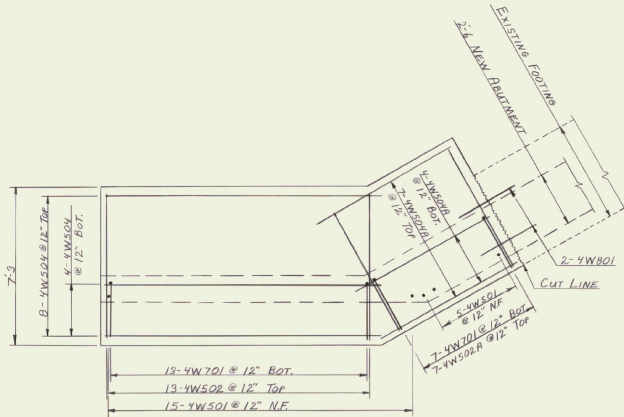 EXISTING FOOTING
2'-6 NEW ABUTMENT
4-4W504A
@ 12" BOT.
7-4W504A
@ 12" TOP
7'-3
8-4W504 @ 12" TOP
4-4W504
@ 12" BOT.
2-4W801
CUT LINE
5-4W501
@ 12" N.F.
7-4W701 @ 12" BOT.
7-4W502A @ 12" TOP
13-4W701 @ 12" BOT.
13-4W502 @ 12" TOP
15-4W501 @ 12" N.F.